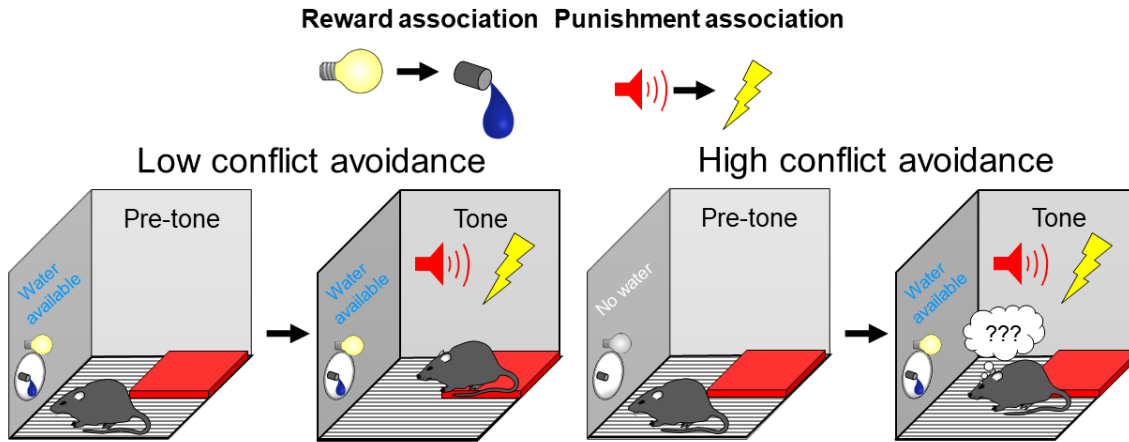 Reward association
Punishment association
Low conflict avoidance
High conflict avoidance
Pre-tone
Water
available
Tone
Water
available
Pre-tone
No water
Tone
Water
available
???